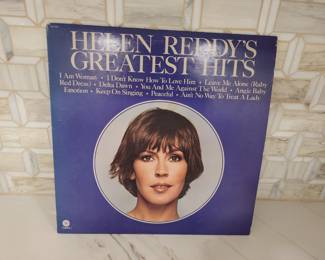 HELEN REDDY'S
GREATEST HITS
I Am Woman • I Don't Know How To Love Him • Leave Me Alone (Ruby
Red Dress) • Delta Dawn • You And Me Against The World • Angie Baby
Emotion • Keep On Singing • Peaceful • Ain't No Way To Treat A Lady